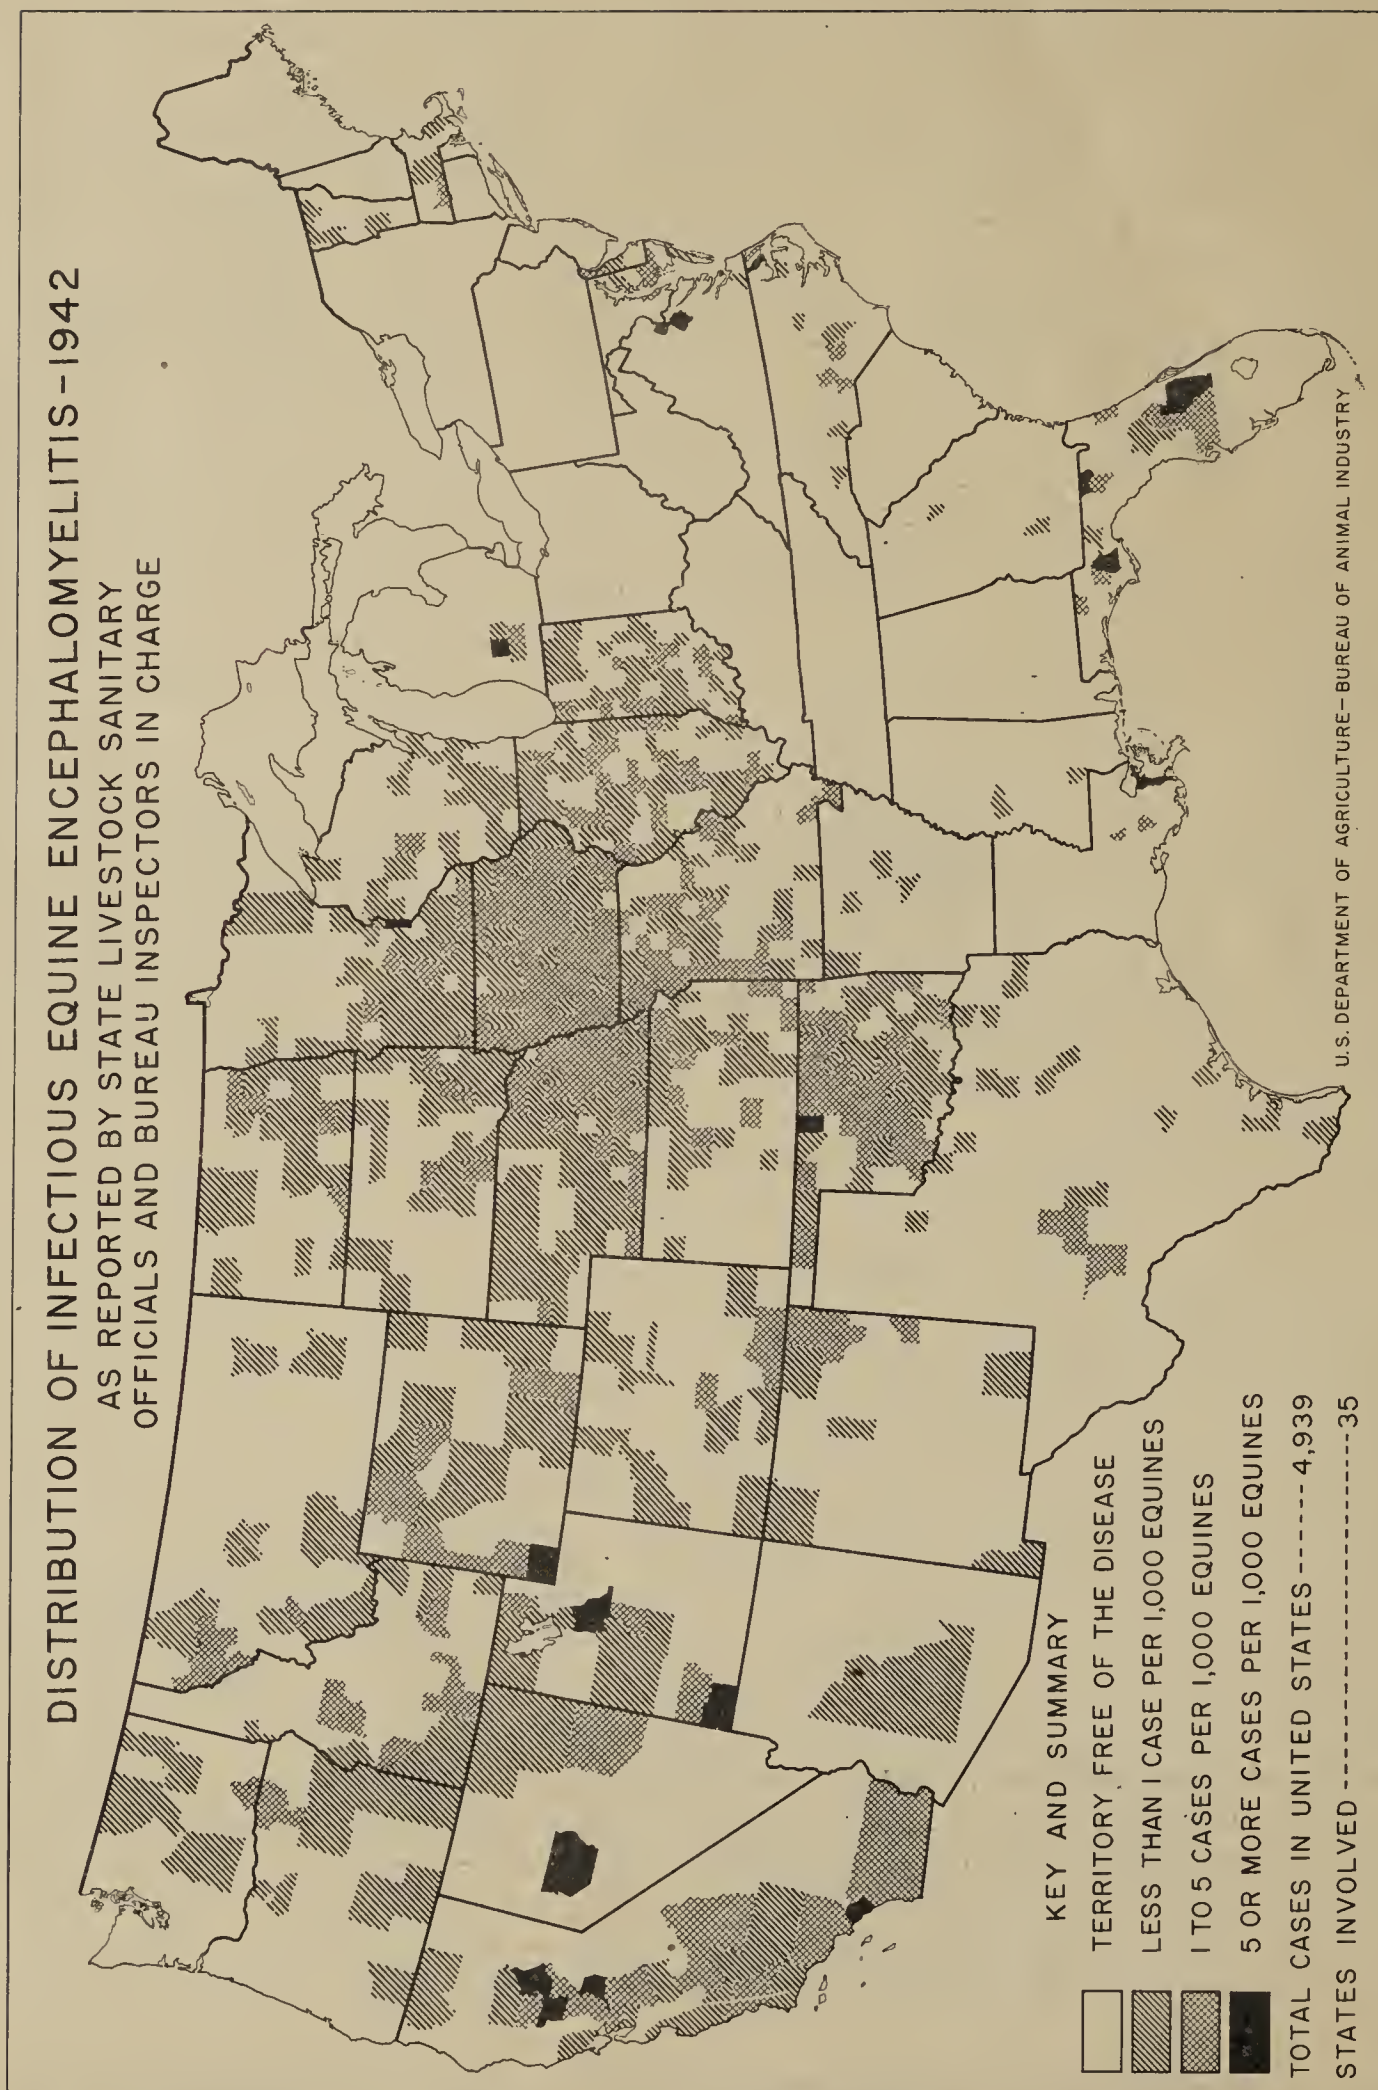 DISTRIBUTION OF INFECTIOUS EQUINE ENCEPHALOMYELITIS-1942
AS REPORTED BY STATE LIVESTOCK SANITARY
OFFICIALS AND BUREAU INSPECTORS IN CHARGE
KEY AND SUMMARY
TERRITORY FREE OF THE DISEASE
LESS THAN 1 CASE PER 1,000 EQUINES
1 TO 5 CASES PER 1,000 EQUINES
5 OR MORE CASES PER 1,000 EQUINES
TOTAL CASES IN UNITED STATES ------ 4,939
STATES INVOLVED --------------------- 35
U.S. DEPARTMENT OF AGRICULTURE-BUREAU OF ANIMAL INDUSTRY